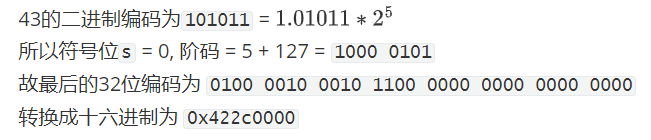 43的二进制编码为 101011 = 1.01011 * 2^5
所以符号位 s = 0, 阶码 = 5 + 127 = 1000 0101
故最后的32位编码为 0100 0010 0010 1100 0000 0000 0000 0000
转换成十六进制为 0x422c0000